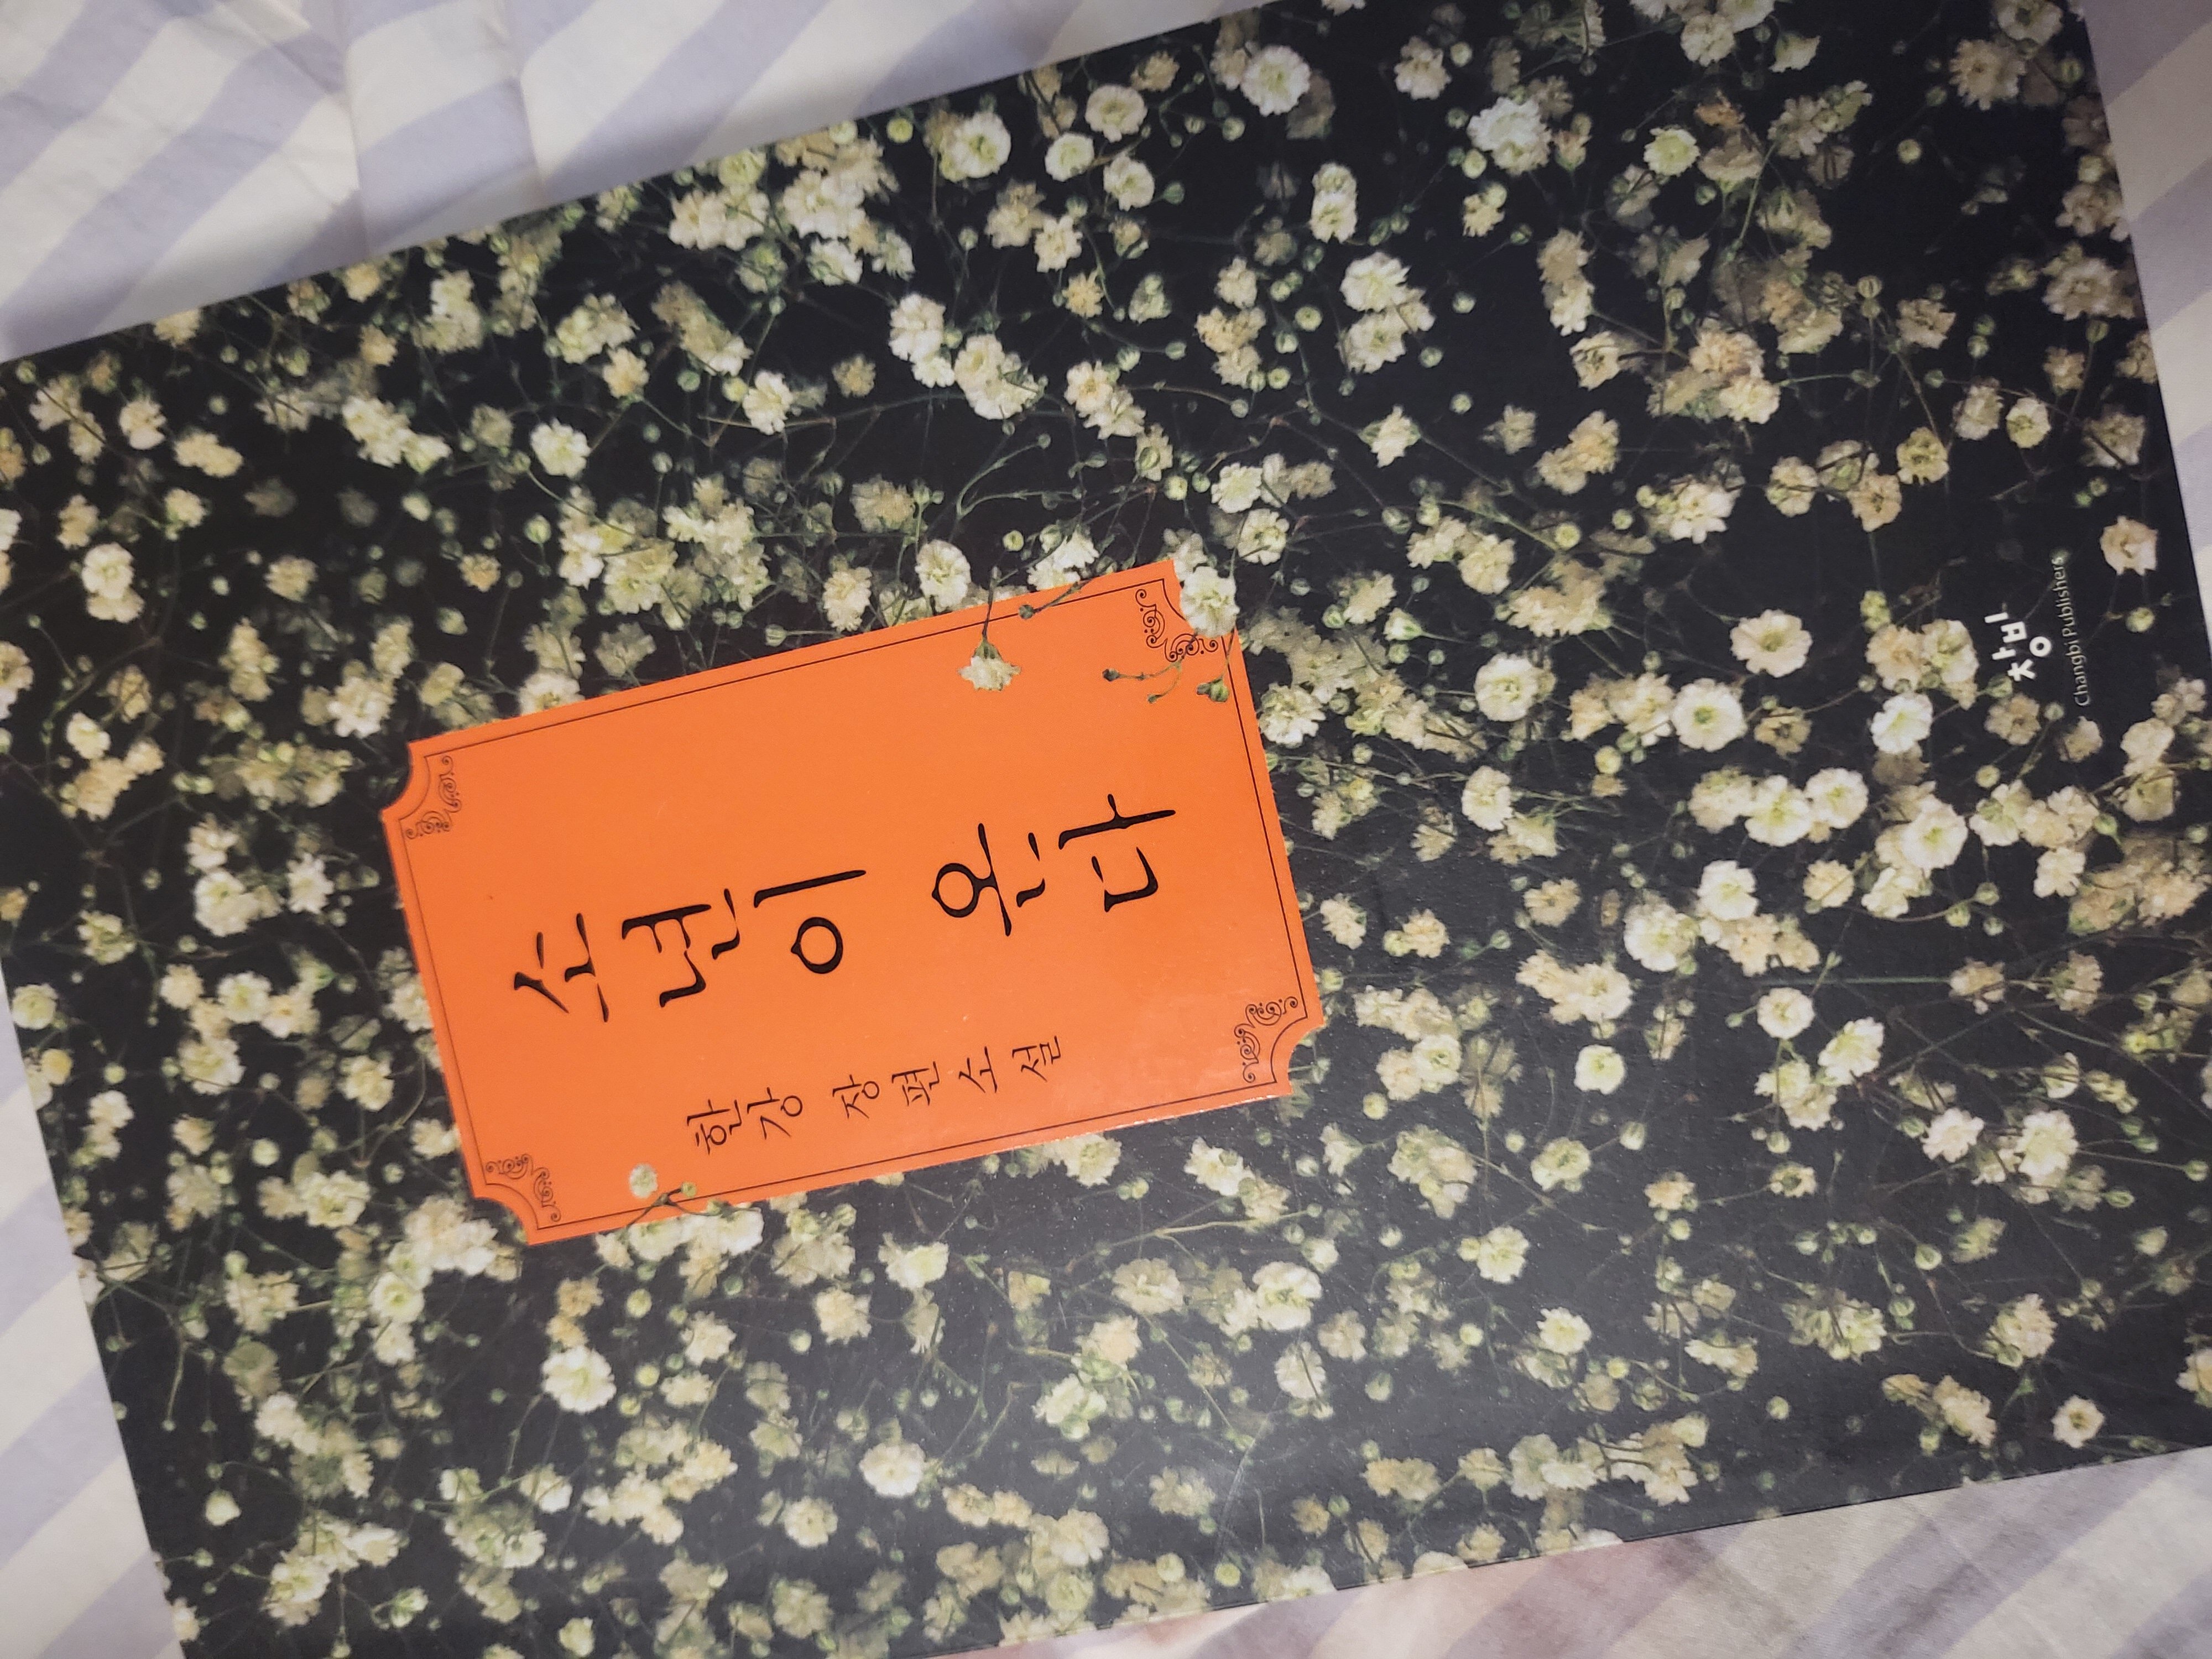 소년이 온다
한강 장편소설
창비
Changbi Publishers